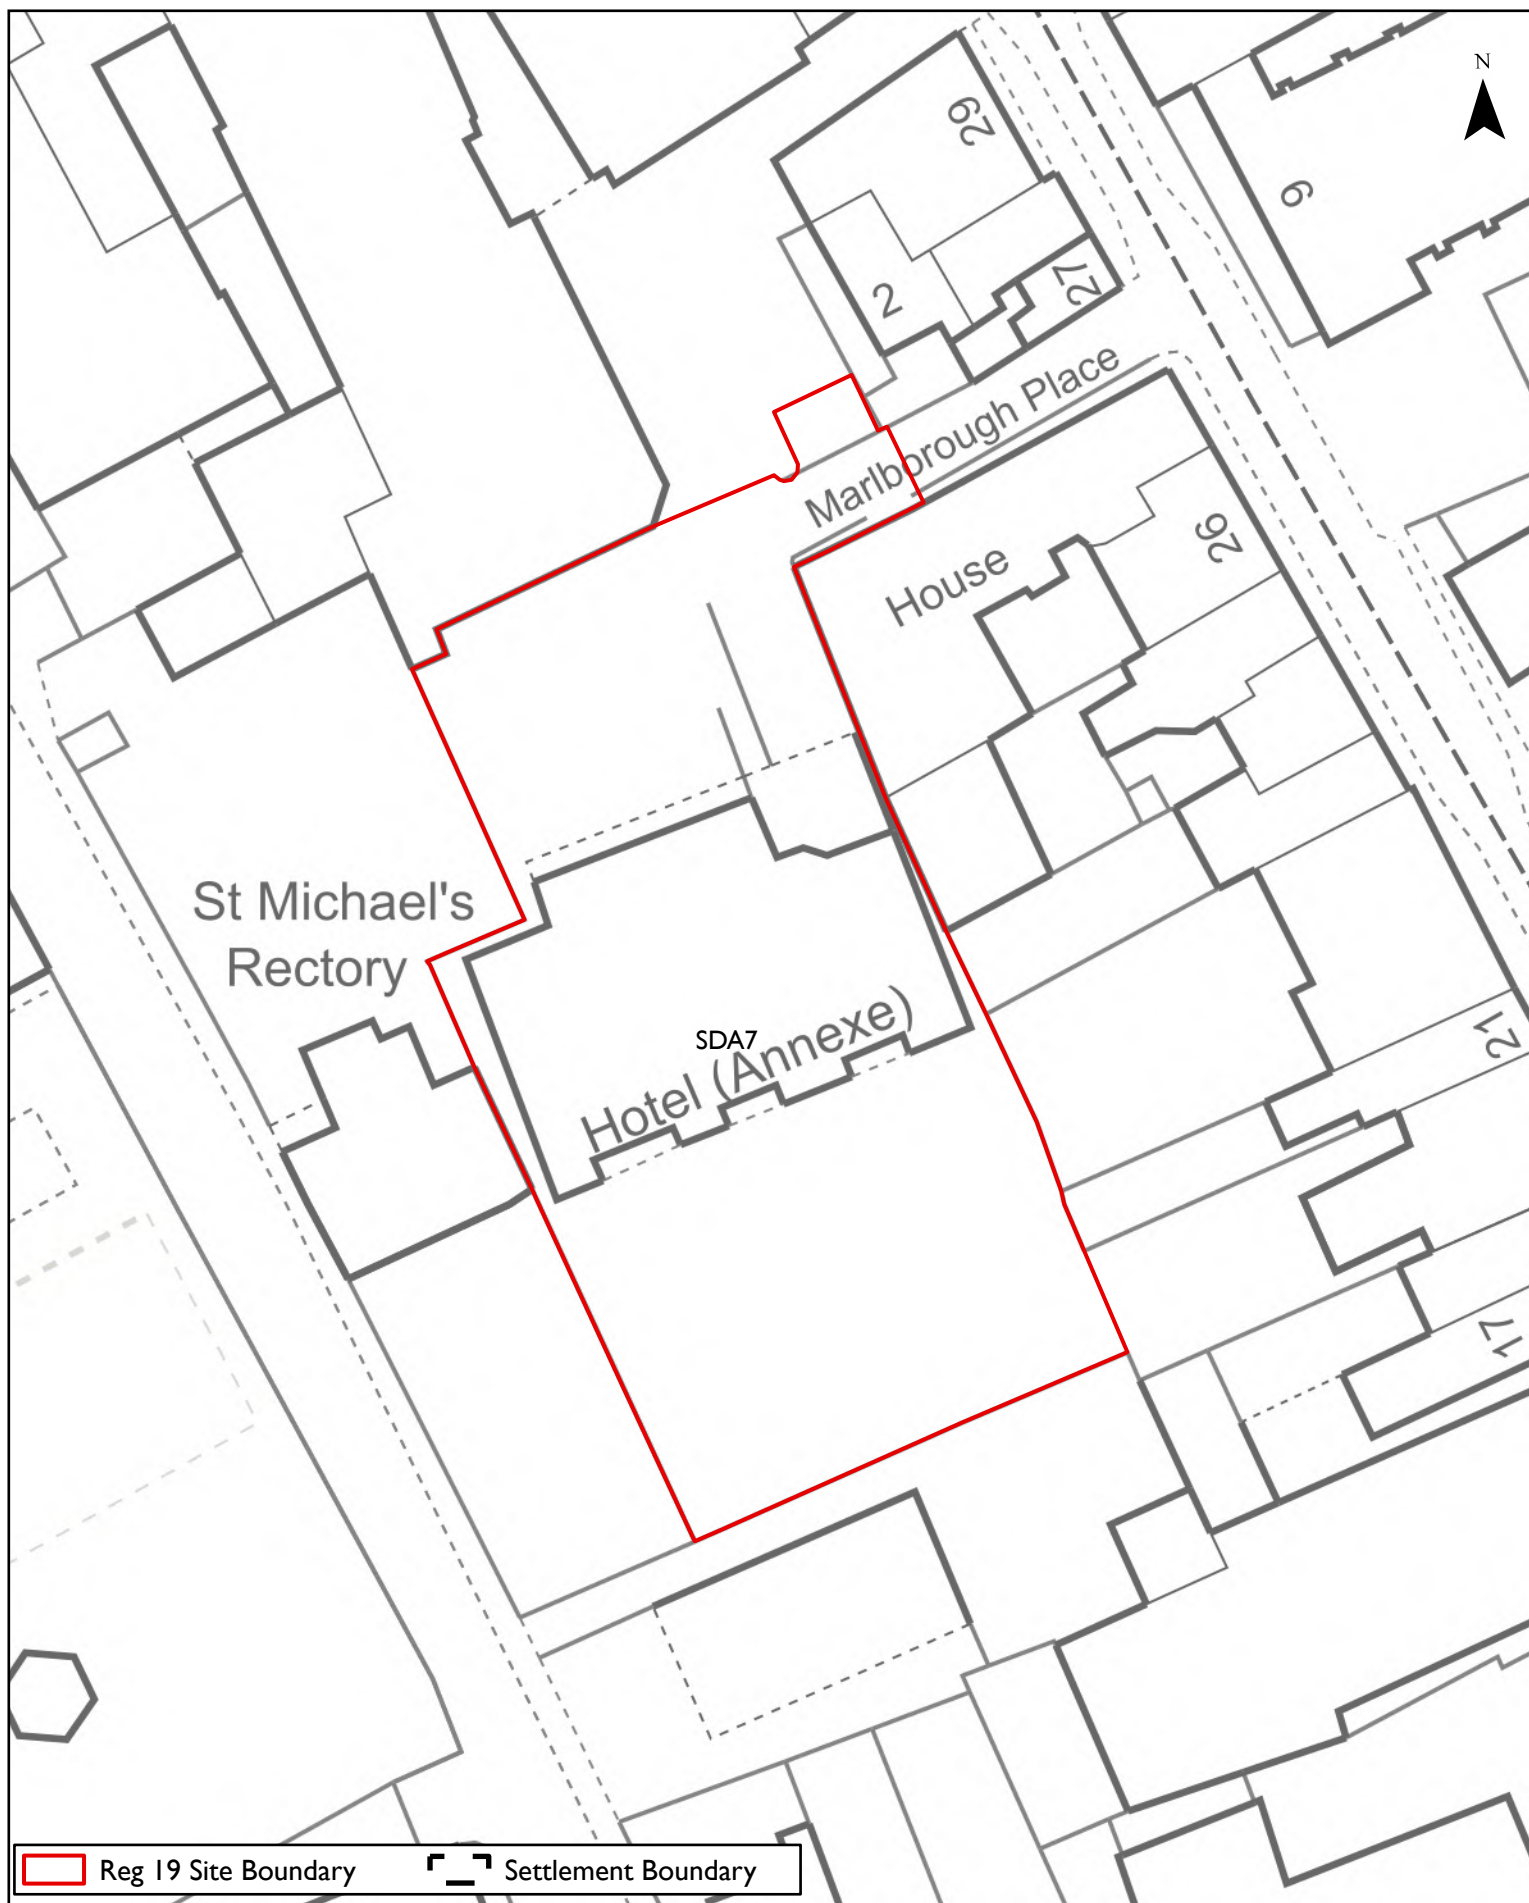 N
29
6
2
27
Marlborough Place
26
House
St Michael's
Rectory
SDA7
Hotel (Annexe)
21
17
Reg 19 Site Boundary
Settlement Boundary